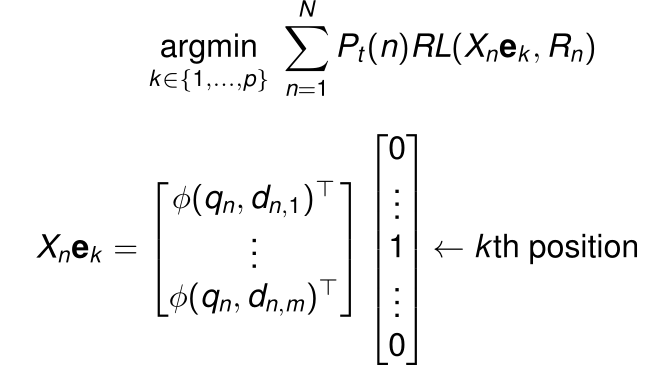 argmin ∑ P_t(n)RL(X_n e_k, R_n)
k∈{1,...,p} n=1 N
X_n e_k = [φ(q_n, d_{n,1})^⊤ ⋮ φ(q_n, d_{n,m})^⊤] [0 ⋮ 1 ⋮ 0] ← kth position